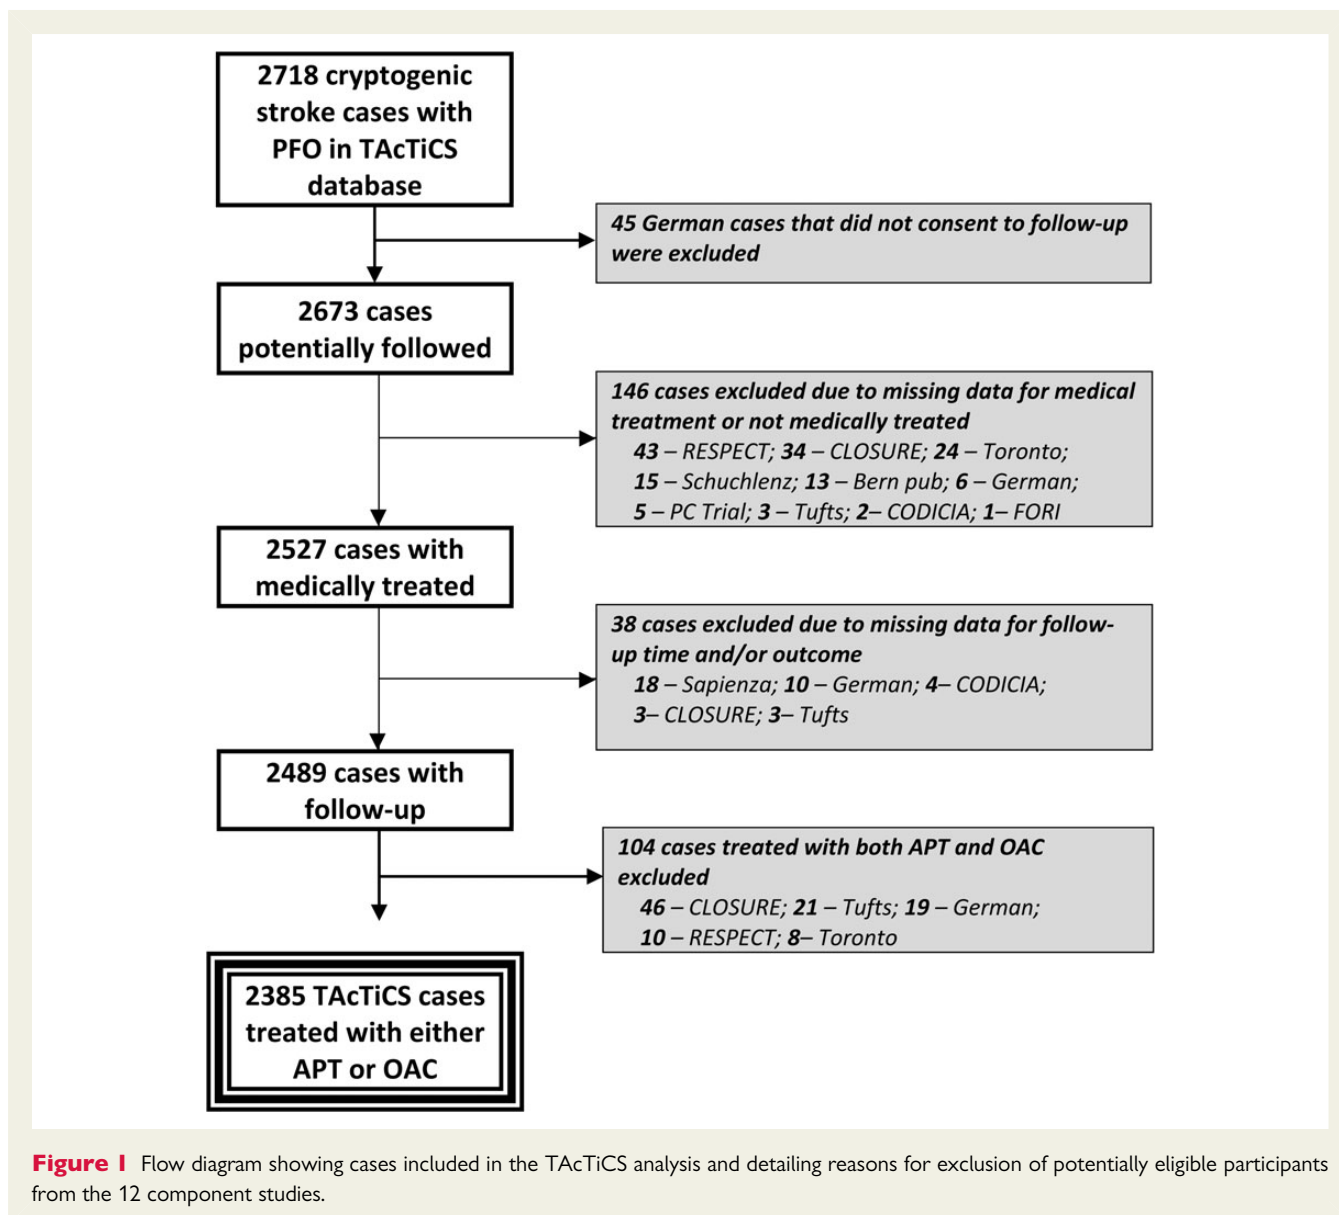 2718 cryptogenic
stroke cases with
PFO in TAcTiCS
database
45 German cases that did not consent to follow-up
were excluded
2673 cases
potentially followed
146 cases excluded due to missing data for medical
treatment or not medically treated
43 – RESPECT; 34 – CLOSURE; 24 – Toronto;
15 – Schuchlenz; 13 – Bern pub; 6 – German;
5 – PC Trial; 3 – Tufts; 2– CODICIA; 1– FORI
2527 cases with
medically treated
38 cases excluded due to missing data for follow-
up time and/or outcome
18 – Sapienza; 10 – German; 4– CODICIA;
3– CLOSURE; 3– Tufts
2489 cases with
follow-up
104 cases treated with both APT and OAC
excluded
46 – CLOSURE; 21 – Tufts; 19 – German;
10 – RESPECT; 8– Toronto
2385 TAcTiCS cases
treated with either
APT or OAC
Figure 1 Flow diagram showing cases included in the TAcTiCS analysis and detailing reasons for exclusion of potentially eligible participants
from the 12 component studies.